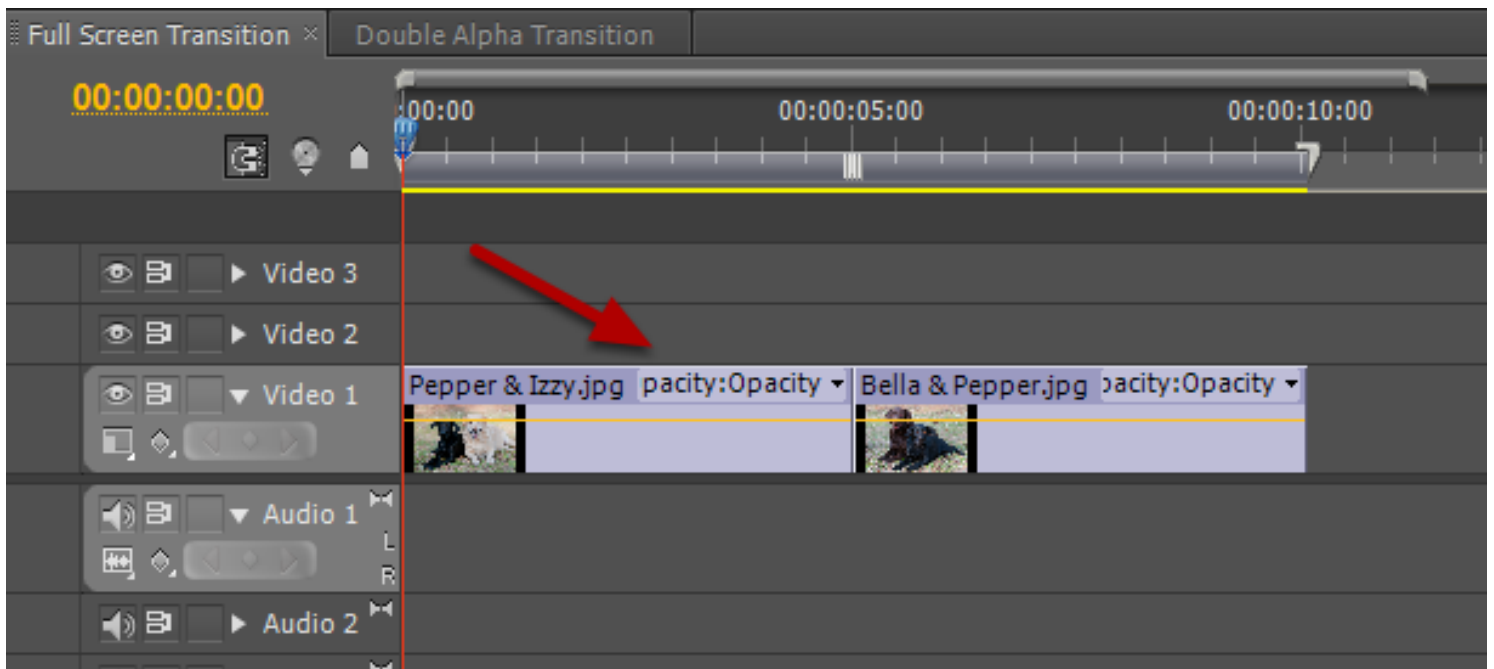 Full Screen Transition × Double Alpha Transition
00:00:00:00
:00:00 00:00:05:00 00:00:10:00
Video 3
Video 2
Video 1
Pepper & Izzy.jpg pacity:Opacity Bella & Pepper.jpg pacity:Opacity
Audio 1
L
R
Audio 2